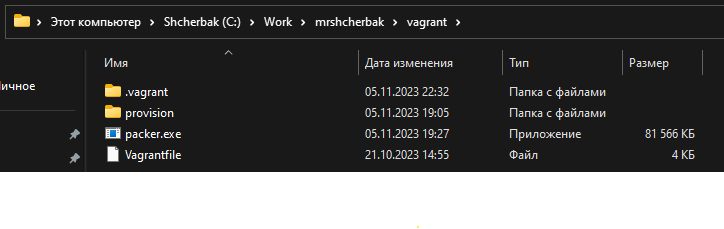 Этот компьютер > Shcherbak (C:) > Work > mrshcherbak > vagrant >
Имя Дата изменения Тип Размер
Личное
.vagrant 05.11.2023 22:32 Папка с файлами
provision 05.11.2023 19:05 Папка с файлами
packer.exe 05.11.2023 19:27 Приложение 81 566 КБ
Vagrantfile 21.10.2023 14:55 Файл 4 КБ